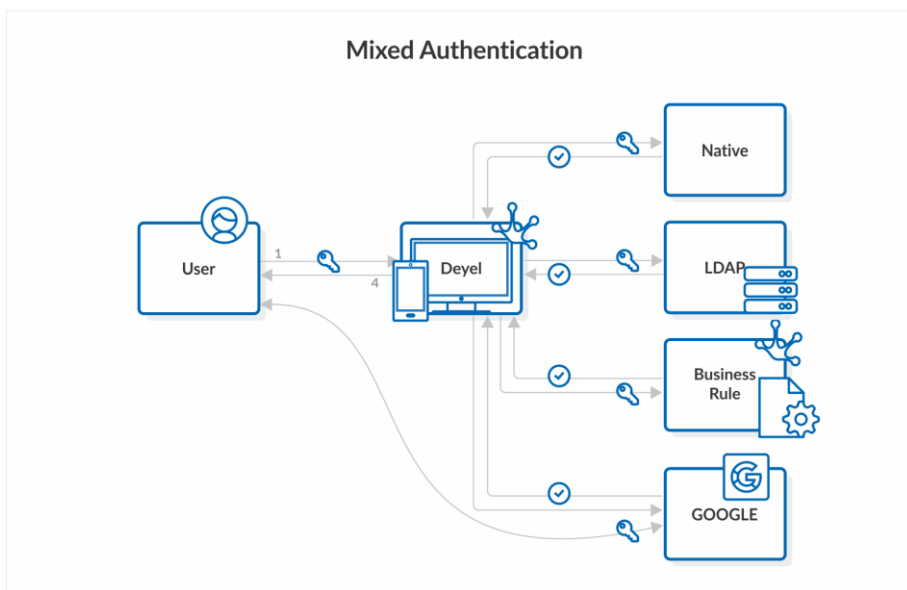 Mixed Authentication
Native
User
1
4
Deyel
LDAP
Business
Rule
GOOGLE